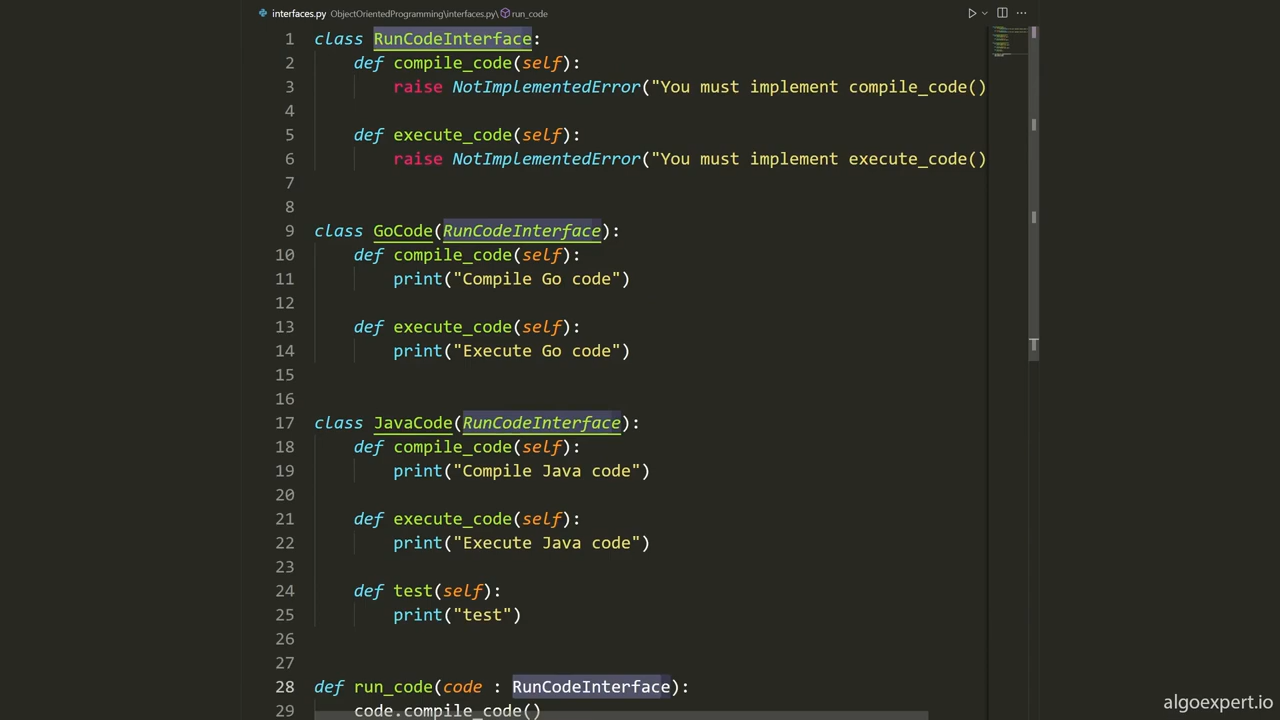 interfaces.py ObjectOrientedProgramming\interfaces.py\run_code
1 class RunCodeInterface:
2 def compile_code(self):
3 raise NotImplementedError("You must implement compile_code()
4
5 def execute_code(self):
6 raise NotImplementedError("You must implement execute_code()
7
8
9 class GoCode(RunCodeInterface):
10 def compile_code(self):
11 print("Compile Go code")
12
13 def execute_code(self):
14 print("Execute Go code")
15
16
17 class JavaCode(RunCodeInterface):
18 def compile_code(self):
19 print("Compile Java code")
20
21 def execute_code(self):
22 print("Execute Java code")
23
24 def test(self):
25 print("test")
26
27
28 def run_code(code : RunCodeInterface):
29 code.compile_code()
algoexpert.io